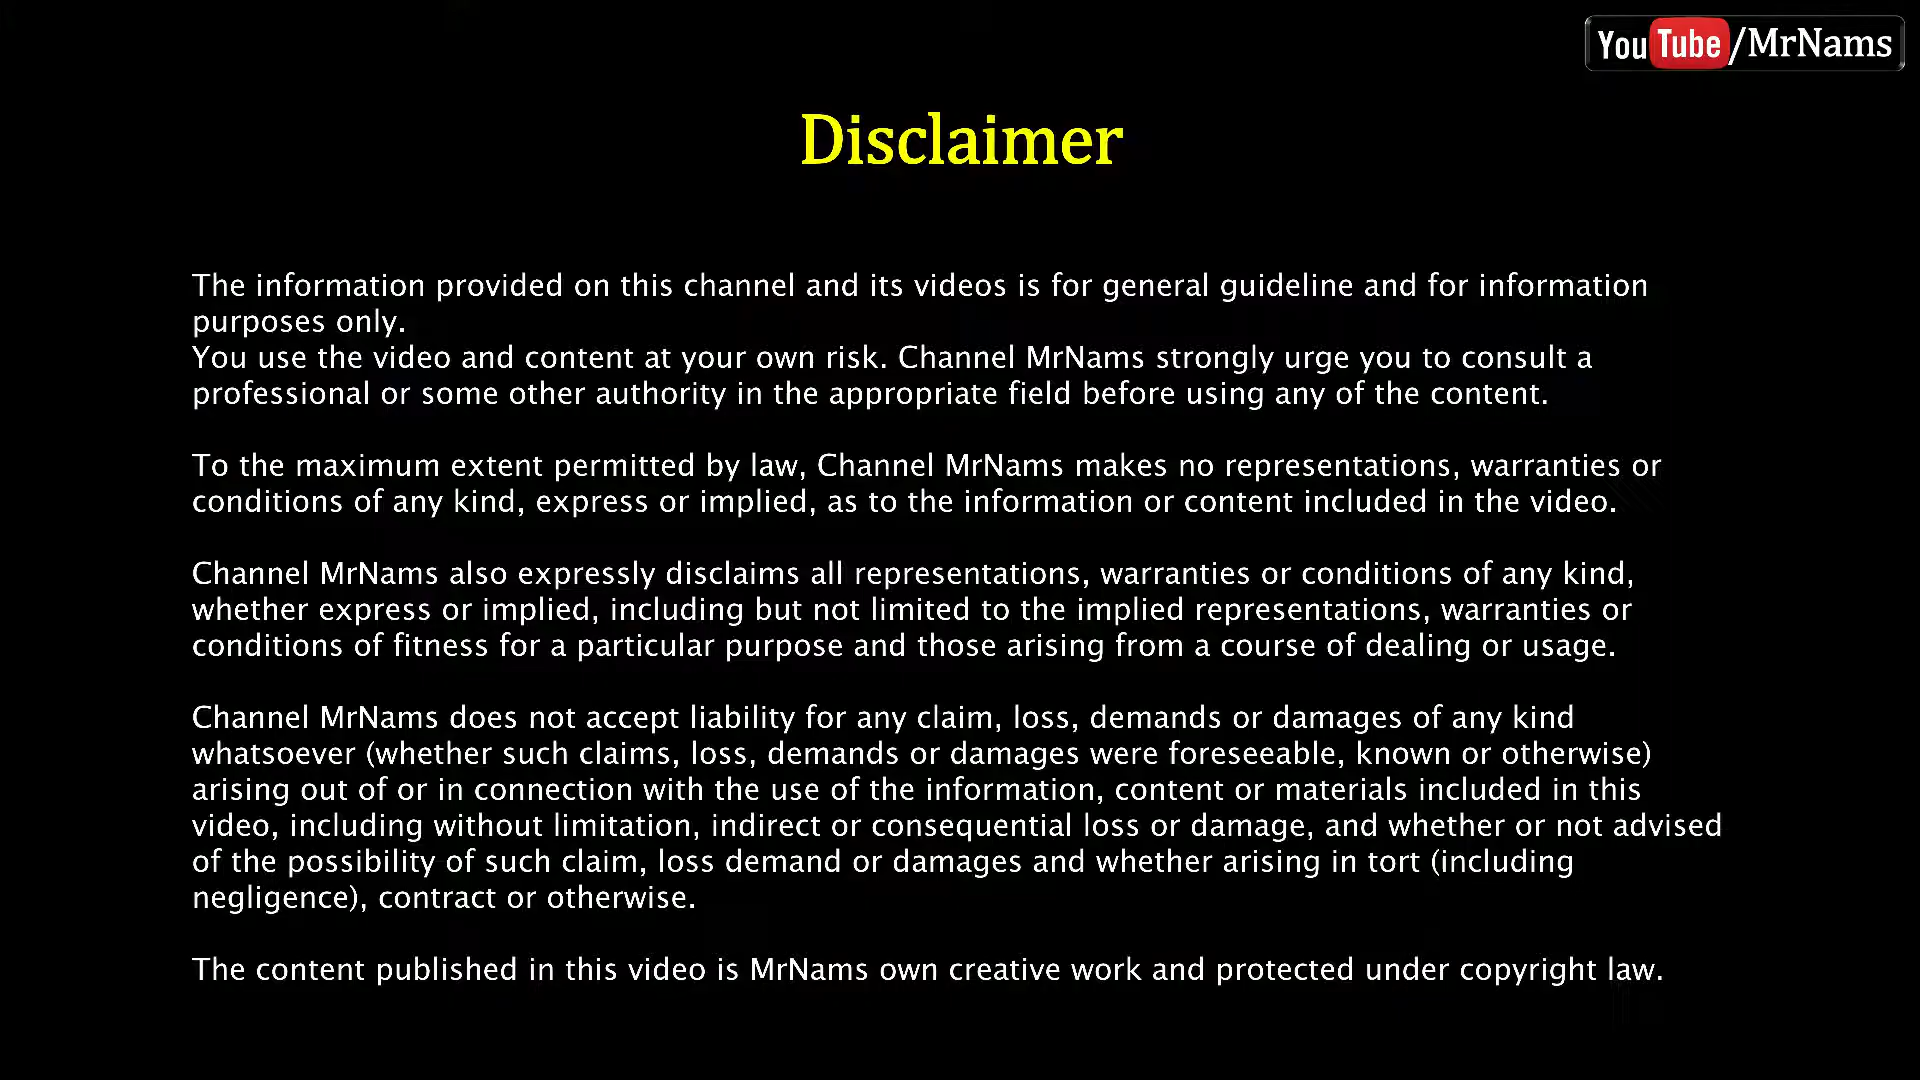 YouTube/MrNams
Disclaimer
The information provided on this channel and its videos is for general guideline and for information
purposes only.
You use the video and content at your own risk. Channel MrNams strongly urge you to consult a
professional or some other authority in the appropriate field before using any of the content.
To the maximum extent permitted by law, Channel MrNams makes no representations, warranties or
conditions of any kind, express or implied, as to the information or content included in the video.
Channel MrNams also expressly disclaims all representations, warranties or conditions of any kind,
whether express or implied, including but not limited to the implied representations, warranties or
conditions of fitness for a particular purpose and those arising from a course of dealing or usage.
Channel MrNams does not accept liability for any claim, loss, demands or damages of any kind
whatsoever (whether such claims, loss, demands or damages were foreseeable, known or otherwise)
arising out of or in connection with the use of the information, content or materials included in this
video, including without limitation, indirect or consequential loss or damage, and whether or not advised
of the possibility of such claim, loss demand or damages and whether arising in tort (including
negligence), contract or otherwise.
The content published in this video is MrNams own creative work and protected under copyright law.